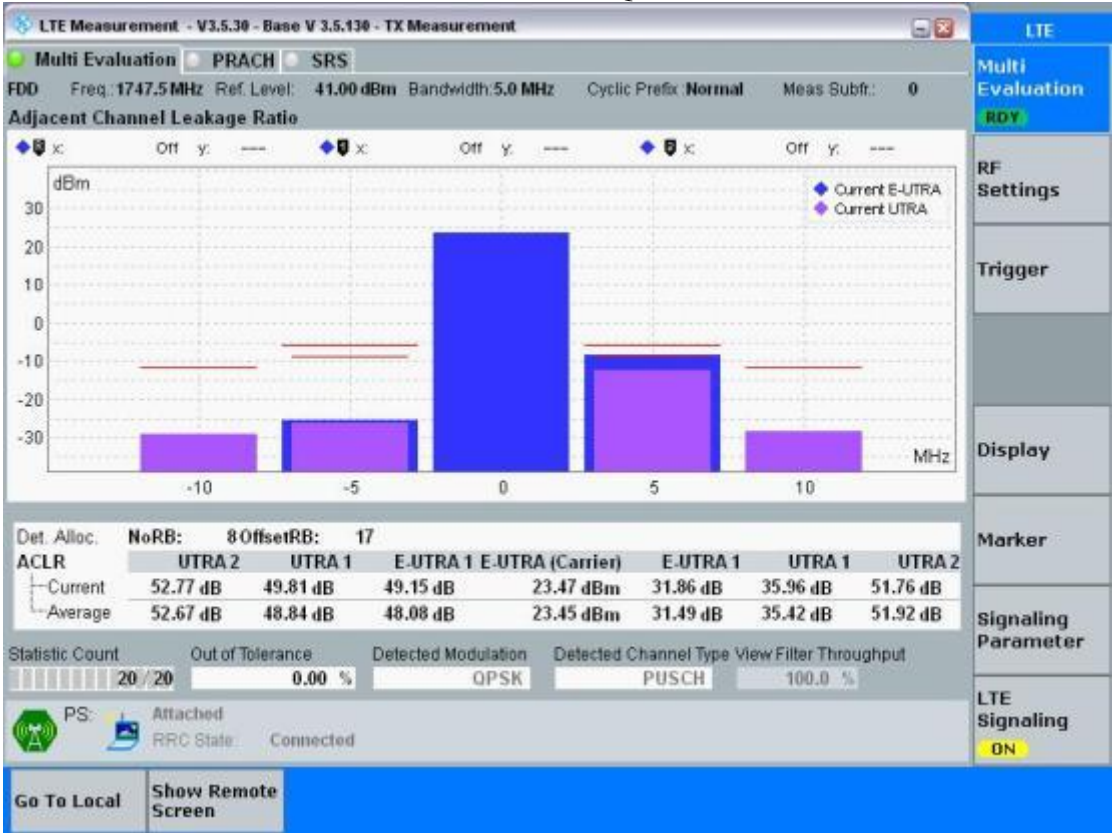 LTE Measurement - V3.5.30 - Base V 3.5.130 - TX Measurement
LTE
Multi Evaluation PRACH SRS
Multi
Evaluation
RDY
FDD Freq.: 1747.5 MHz Ref. Level: 41.00 dBm Bandwidth: 5.0 MHz Cyclic Prefix: Normal Meas Subfr.: 0
Adjacent Channel Leakage Ratio
x: Off y: --- x: Off y: --- x: Off y: ---
dBm
Current E-UTRA
Current UTRA
30
20
10
0
-10
-20
-30
MHz
-10 -5 0 5 10
RF
Settings
Trigger
Display
Marker
Signaling
Parameter
LTE
Signaling
ON
Det. Alloc. NoRB: 8 OffsetRB: 17
ACLR UTRA 2 UTRA 1 E-UTRA 1 E-UTRA (Carrier) E-UTRA 1 UTRA 1 UTRA 2
Current 52.77 dB 49.81 dB 49.15 dB 23.47 dBm 31.86 dB 35.96 dB 51.76 dB
Average 52.67 dB 48.84 dB 48.08 dB 23.45 dBm 31.49 dB 35.42 dB 51.92 dB
Statistic Count Out of Tolerance Detected Modulation Detected Channel Type View Filter Throughput
20 / 20 0.00 % QPSK PUSCH 100.0 %
PS: Attached
RRC State: Connected
Go To Local
Show Remote
Screen